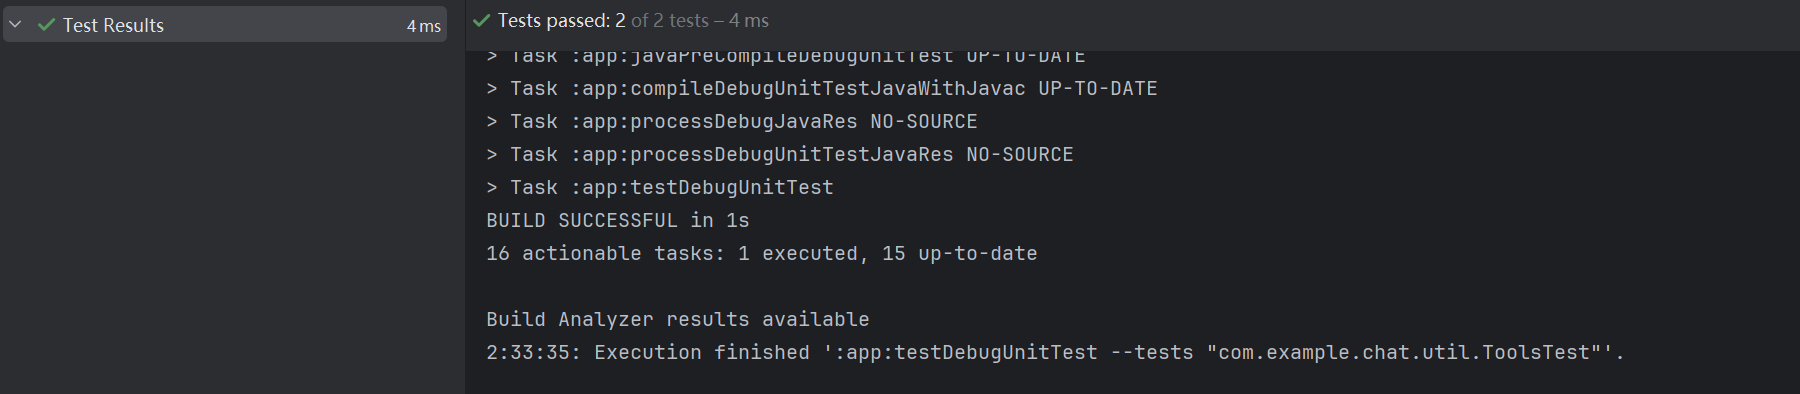 Test Results 4 ms
Tests passed: 2 of 2 tests – 4 ms
> Task :app:javaPreCompileDebugUnitTest UP-TO-DATE
> Task :app:compileDebugUnitTestJavaWithJavac UP-TO-DATE
> Task :app:processDebugJavaRes NO-SOURCE
> Task :app:processDebugUnitTestJavaRes NO-SOURCE
> Task :app:testDebugUnitTest
BUILD SUCCESSFUL in 1s
16 actionable tasks: 1 executed, 15 up-to-date
Build Analyzer results available
2:33:35: Execution finished ':app:testDebugUnitTest --tests "com.example.chat.util.ToolsTest"'.